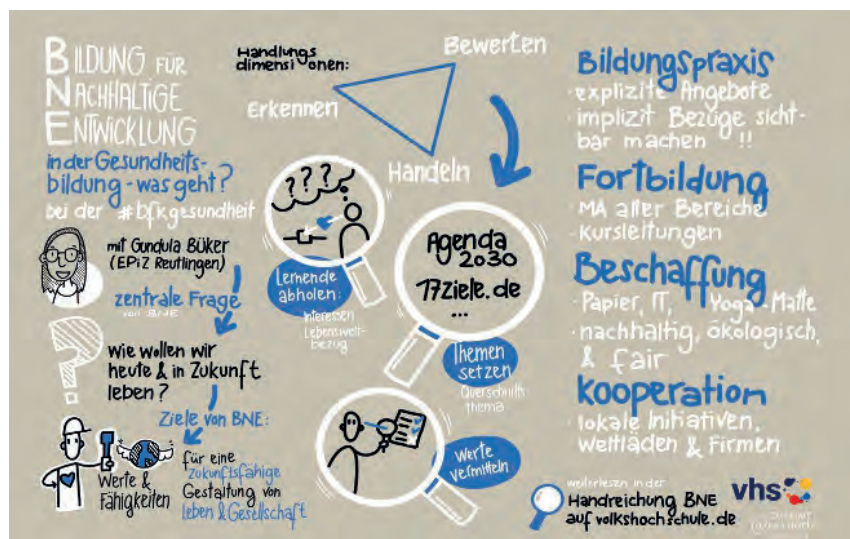 BILDUNG FÜR
NACHHALTIGE
ENTWICKLUNG
in der Gesundheits-
bildung - was geht?
bei der #bfkgesundheit
mit Gundula Büker
(EPiZ Reutlingen)
zentrale Frage
von BNE
Wie wollen wir
heute & in Zukunft
leben?
Ziele von BNE:
Werte &
Fähigkeiten
für eine
zukunftsfähige
Gestaltung von
Leben & Gesellschaft
Handlungs
dimensionen:
Bewerten
Erkennen
Handeln
? ? ?
Lernende
abholen:
Interessen
Lebenswelt-
bezug
Agenda
2030
17ziele.de
...
Themen
setzen
Querschnitts
thema
Werte
vermitteln
Bildungspraxis
· explizite Angebote
· implizit Bezüge sicht-
bar machen !!
Fortbildung
· MA aller Bereiche
· Kursleitungen
Beschaffung
· Papier, IT, Yoga-Matte
· nachhaltig, ökologisch,
& fair
Kooperation
· lokale Initiativen,
Weltläden & Firmen
weiterlesen in der
Handreichung BNE
auf volkshochschule.de
vhs